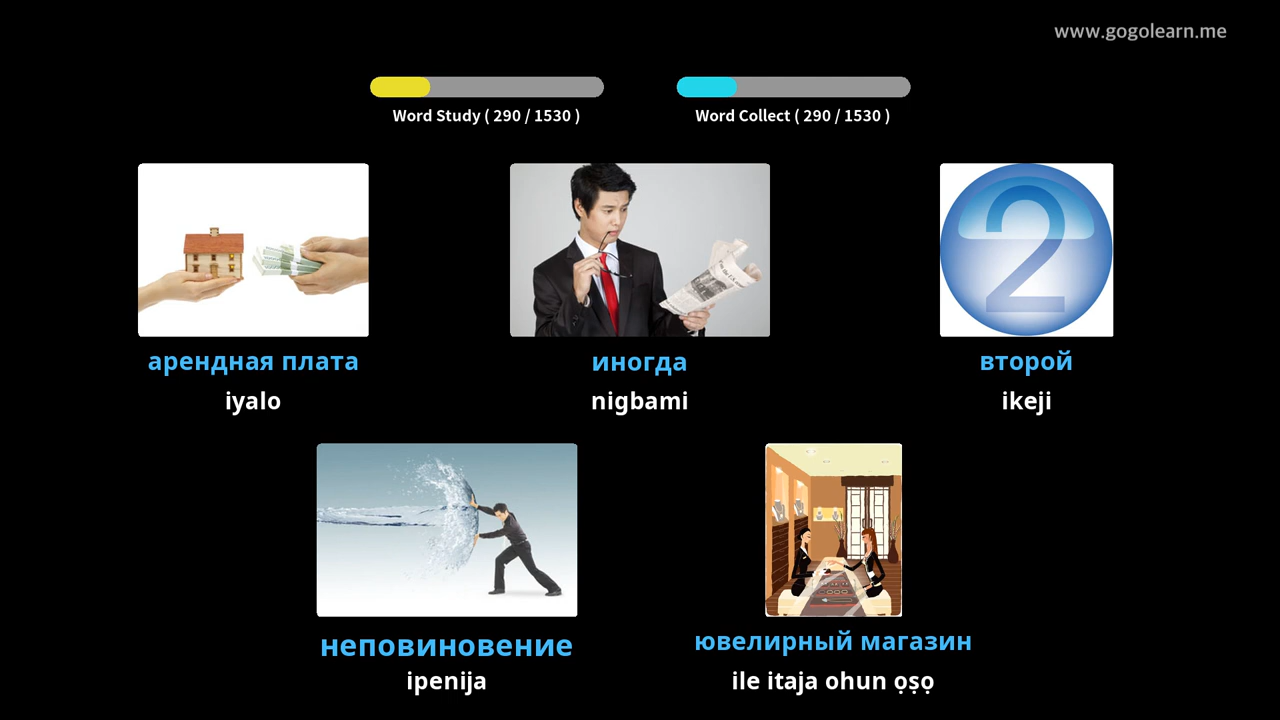 www.gogolearn.me
Word Study ( 290 / 1530 )
Word Collect ( 290 / 1530 )
2
арендная плата
iyalo
иногда
nigbami
второй
ikeji
неповиновение
ipenija
ювелирный магазин
ile itaja ohun ọṣọ